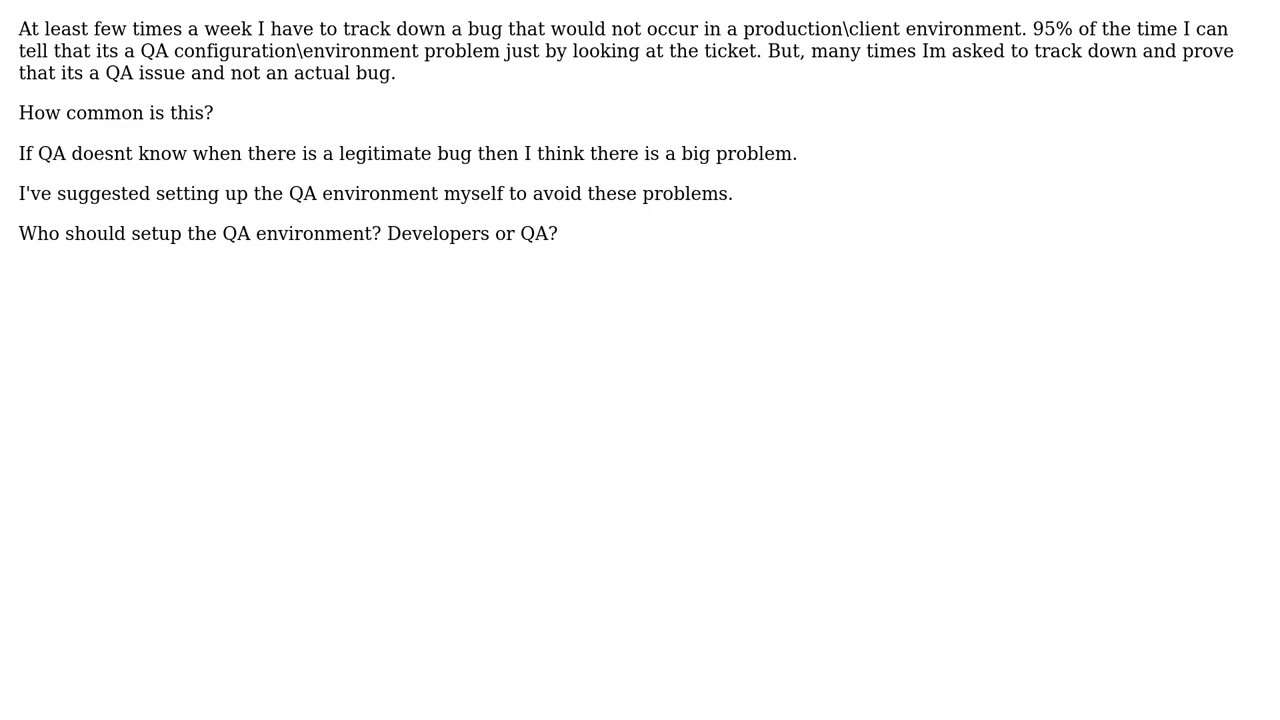 At least few times a week I have to track down a bug that would not occur in a production\client environment. 95% of the time I can
tell that its a QA configuration\environment problem just by looking at the ticket. But, many times Im asked to track down and prove
that its a QA issue and not an actual bug.
How common is this?
If QA doesnt know when there is a legitimate bug then I think there is a big problem.
I've suggested setting up the QA environment myself to avoid these problems.
Who should setup the QA environment? Developers or QA?